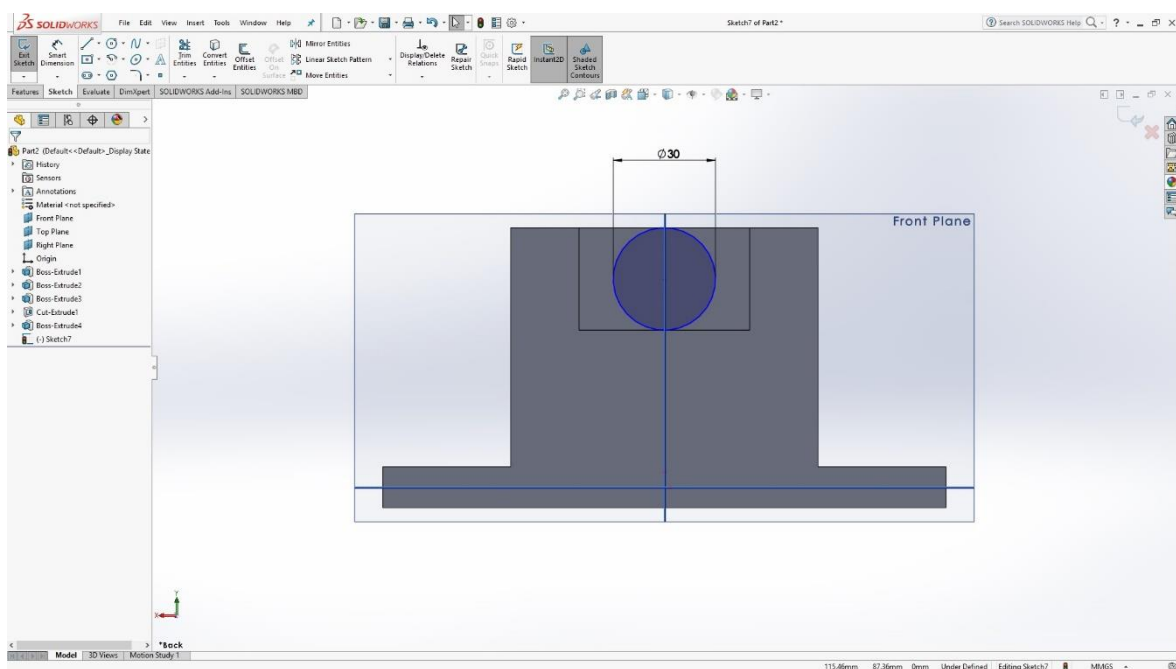 SOLIDWORKS File Edit View Insert Tools Window Help Sketch7 of Part2 * Search SOLIDWORKS Help
Exit Sketch Smart Dimension Trim Entities Convert Entities Offset Entities Offset On Surface Mirror Entities Linear Sketch Pattern Move Entities Display/Delete Relations Repair Sketch Quick Snaps Rapid Sketch Instant2D Shaded Sketch Contours
Features Sketch Evaluate DimXpert SOLIDWORKS Add-Ins SOLIDWORKS MBD
Part2 (Default<<Default>_Display State
History
Sensors
Annotations
Material <not specified>
Front Plane
Top Plane
Right Plane
Origin
Boss-Extrude1
Boss-Extrude2
Boss-Extrude3
Cut-Extrude1
Boss-Extrude4
(-) Sketch7
Ø30
Front Plane
Y
X
*Back
Model 3D Views Motion Study 1
115.46mm 87.36mm 0mm Under Defined Editing Sketch7 MMGS